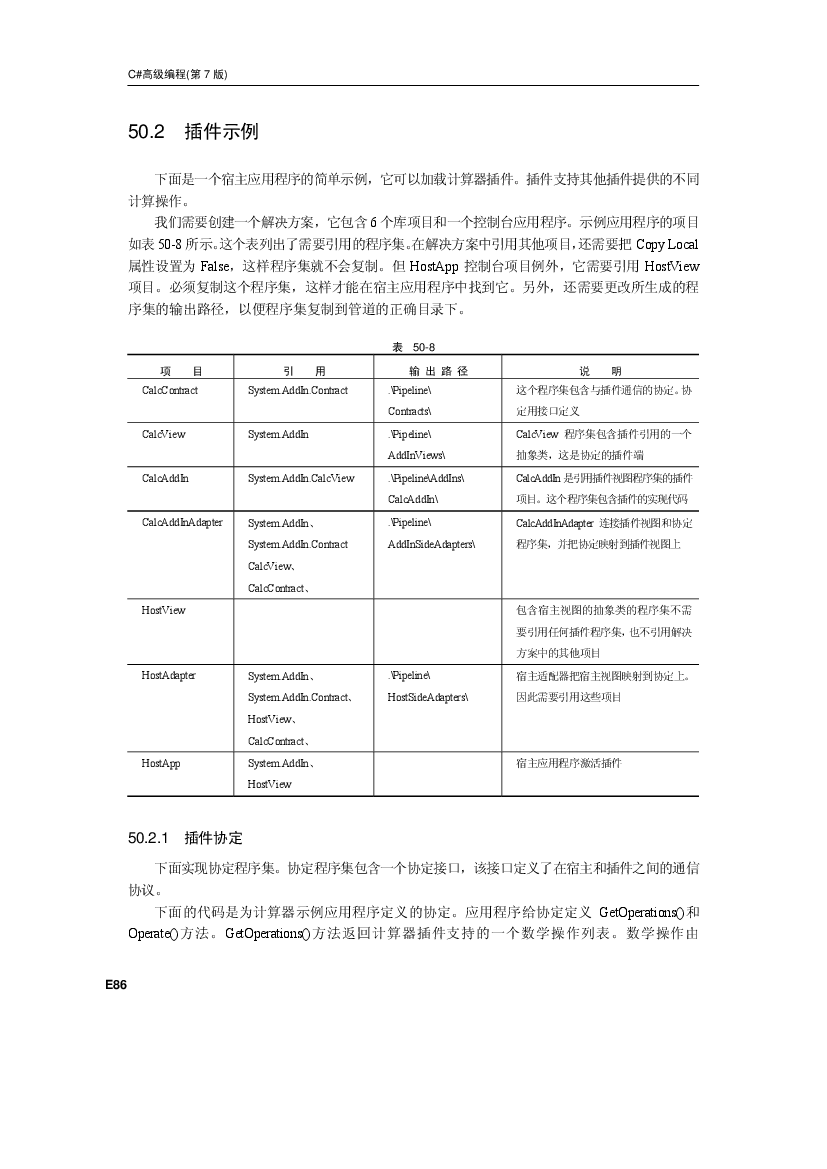 C#高级编程(第 7 版)
50.2 插件示例
下面是一个宿主应用程序的简单示例，它可以加载计算器插件。插件支持其他插件提供的不同
计算操作。
我们需要创建一个解决方案，它包含 6 个库项目和一个控制台应用程序。示例应用程序的项目
如表 50-8 所示。这个表列出了需要引用的程序集。在解决方案中引用其他项目，还需要把 Copy Local
属性设置为 False，这样程序集就不会复制。但 HostApp 控制台项目例外，它需要引用 HostView
项目。必须复制这个程序集，这样才能在宿主应用程序中找到它。另外，还需要更改所生成的程
序集的输出路径，以便程序集复制到管道的正确目录下。
表 50-8
项 目 引 用 输 出 路 径 说 明
CalcContract System.AddIn.Contract .\Pipeline\ 这个程序集包含与插件通信的协定。协
Contracts\ 定用接口定义
CalcView System.AddIn .\Pipeline\ CalcView 程序集包含插件引用的一个
AddInViews\ 抽象类，这是协定的插件端
CalcAddIn System.AddIn.CalcView .\Pipeline\AddIns\ CalcAddIn 是引用插件视图程序集的插件
CalcAddIn\ 项目。这个程序集包含插件的实现代码
CalcAddInAdapter System.AddIn、 .\Pipeline\ CalcAddInAdapter 连接插件视图和协定
System.AddIn.Contract AddInSideAdapters\ 程序集，并把协定映射到插件视图上
CalcView、
CalcContract、
HostView 包含宿主视图的抽象类的程序集不需
要引用任何插件程序集，也不引用解决
方案中的其他项目
HostAdapter System.AddIn、 .\Pipeline\ 宿主适配器把宿主视图映射到协定上。
System.AddIn.Contract、 HostSideAdapters\ 因此需要引用这些项目
HostView、
CalcContract、
HostApp System.AddIn、 宿主应用程序激活插件
HostView
50.2.1 插件协定
下面实现协定程序集。协定程序集包含一个协定接口，该接口定义了在宿主和插件之间的通信
协议。
下面的代码是为计算器示例应用程序定义的协定。应用程序给协定定义 GetOperations()和
Operate()方法。GetOperations()方法返回计算器插件支持的一个数学操作列表。数学操作由
E86